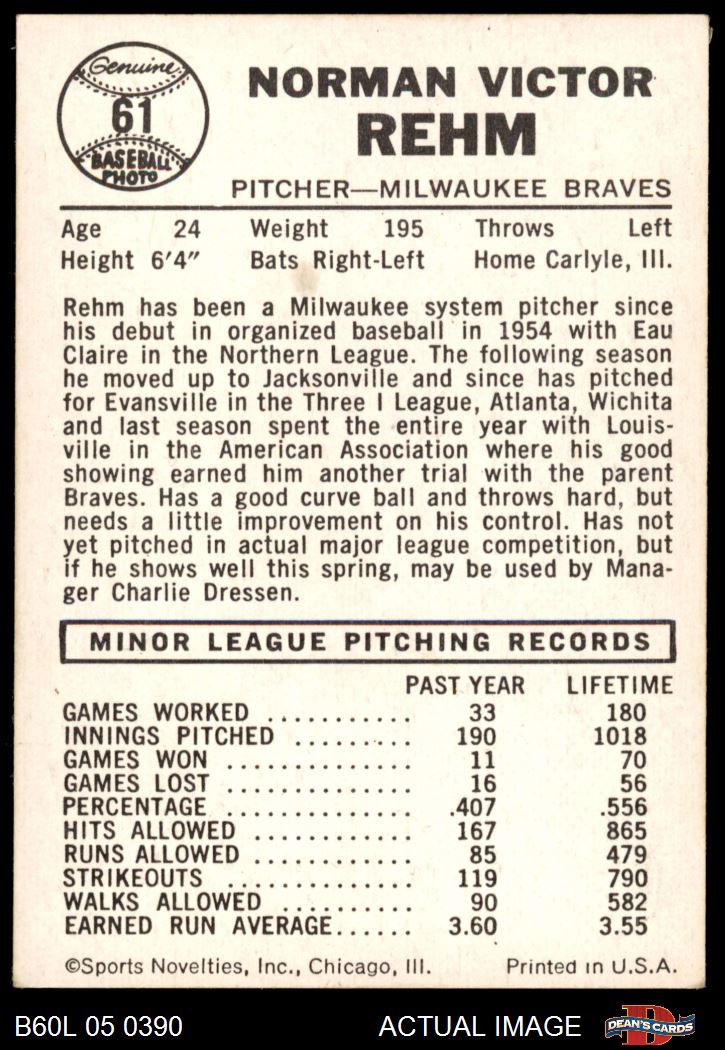 Genuine
61
BASEBALL
PHOTO
NORMAN VICTOR
REHM
PITCHER—MILWAUKEE BRAVES
Age 24 Weight 195 Throws Left
Height 6'4" Bats Right-Left Home Carlyle, Ill.
Rehm has been a Milwaukee system pitcher since
his debut in organized baseball in 1954 with Eau
Claire in the Northern League. The following season
he moved up to Jacksonville and since has pitched
for Evansville in the Three I League, Atlanta, Wichita
and last season spent the entire year with Louis-
ville in the American Association where his good
showing earned him another trial with the parent
Braves. Has a good curve ball and throws hard, but
needs a little improvement on his control. Has not
yet pitched in actual major league competition, but
if he shows well this spring, may be used by Mana-
ger Charlie Dressen.
MINOR LEAGUE PITCHING RECORDS
PAST YEAR LIFETIME
GAMES WORKED ........... 33 180
INNINGS PITCHED ......... 190 1018
GAMES WON .............. 11 70
GAMES LOST ............... 16 56
PERCENTAGE .............. .407 .556
HITS ALLOWED ............ 167 865
RUNS ALLOWED ............ 85 479
STRIKEOUTS .............. 119 790
WALKS ALLOWED .......... 90 582
EARNED RUN AVERAGE...... 3.60 3.55
©Sports Novelties, Inc., Chicago, Ill. Printed in U.S.A.
B60L 05 0390 ACTUAL IMAGE DEAN'S CARDS